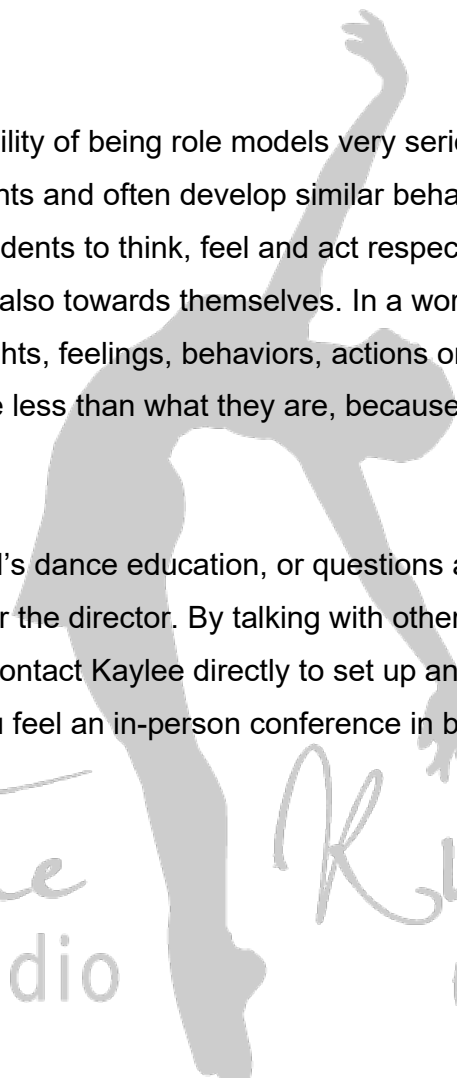 ility of being role models very serio
nts and often develop similar beha
dents to think, feel and act respec
also towards themselves. In a wor
hts, feelings, behaviors, actions or
e less than what they are, because
l’s dance education, or questions a
r the director. By talking with other
ontact Kaylee directly to set up an
u feel an in-person conference in b
dio